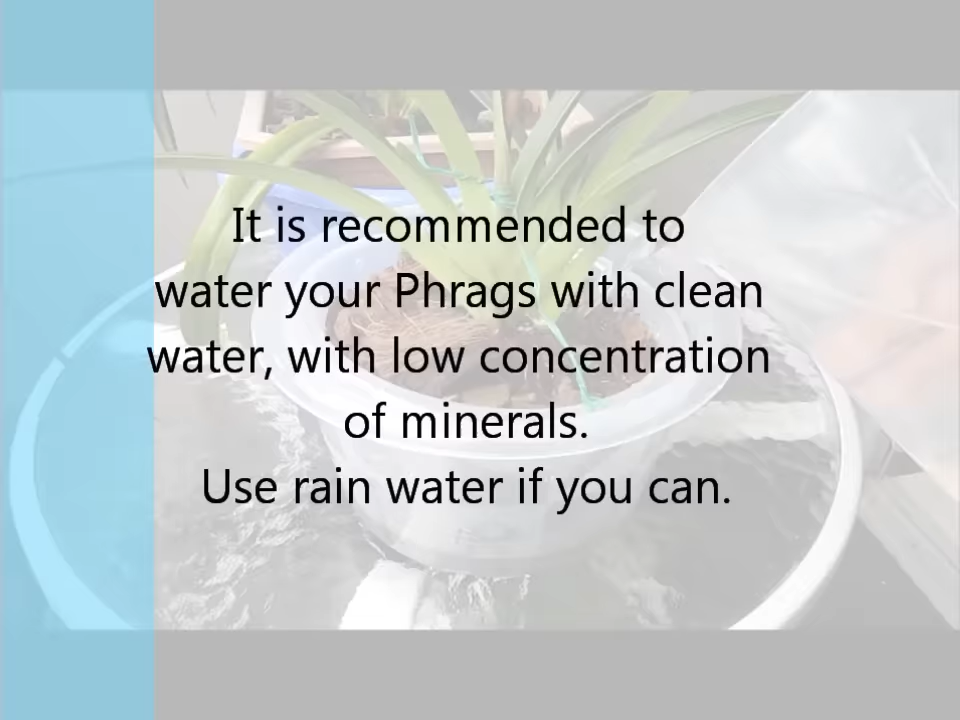 It is recommended to
water your Phrags with clean
water, with low concentration
of minerals.
Use rain water if you can.